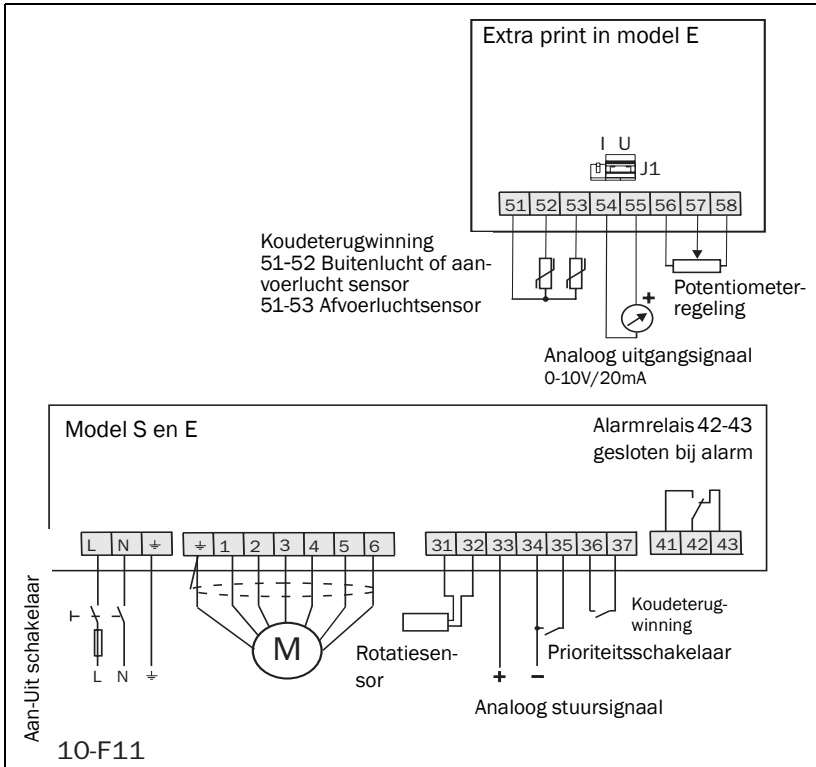 Extra print in model E
I U
J1
51 52 53 54 55 56 57 58
Koudeterugwinning
51-52 Buitenlucht of aan-
voerlucht sensor
51-53 Afvoerluchtsensor
+
Potentiometer-
regeling
Analoog uitgangsignaal
0-10V/20mA
Model S en E
Alarmrelais 42-43
gesloten bij alarm
L N 1 2 3 4 5 6 31 32 33 34 35 36 37 41 42 43
Aan-Uit schakelaar
L N
M
Rotatiesen-
sor
Koudeterug-
winning
Prioriteitsschakelaar
+ −
Analoog stuursignaal
10-F11